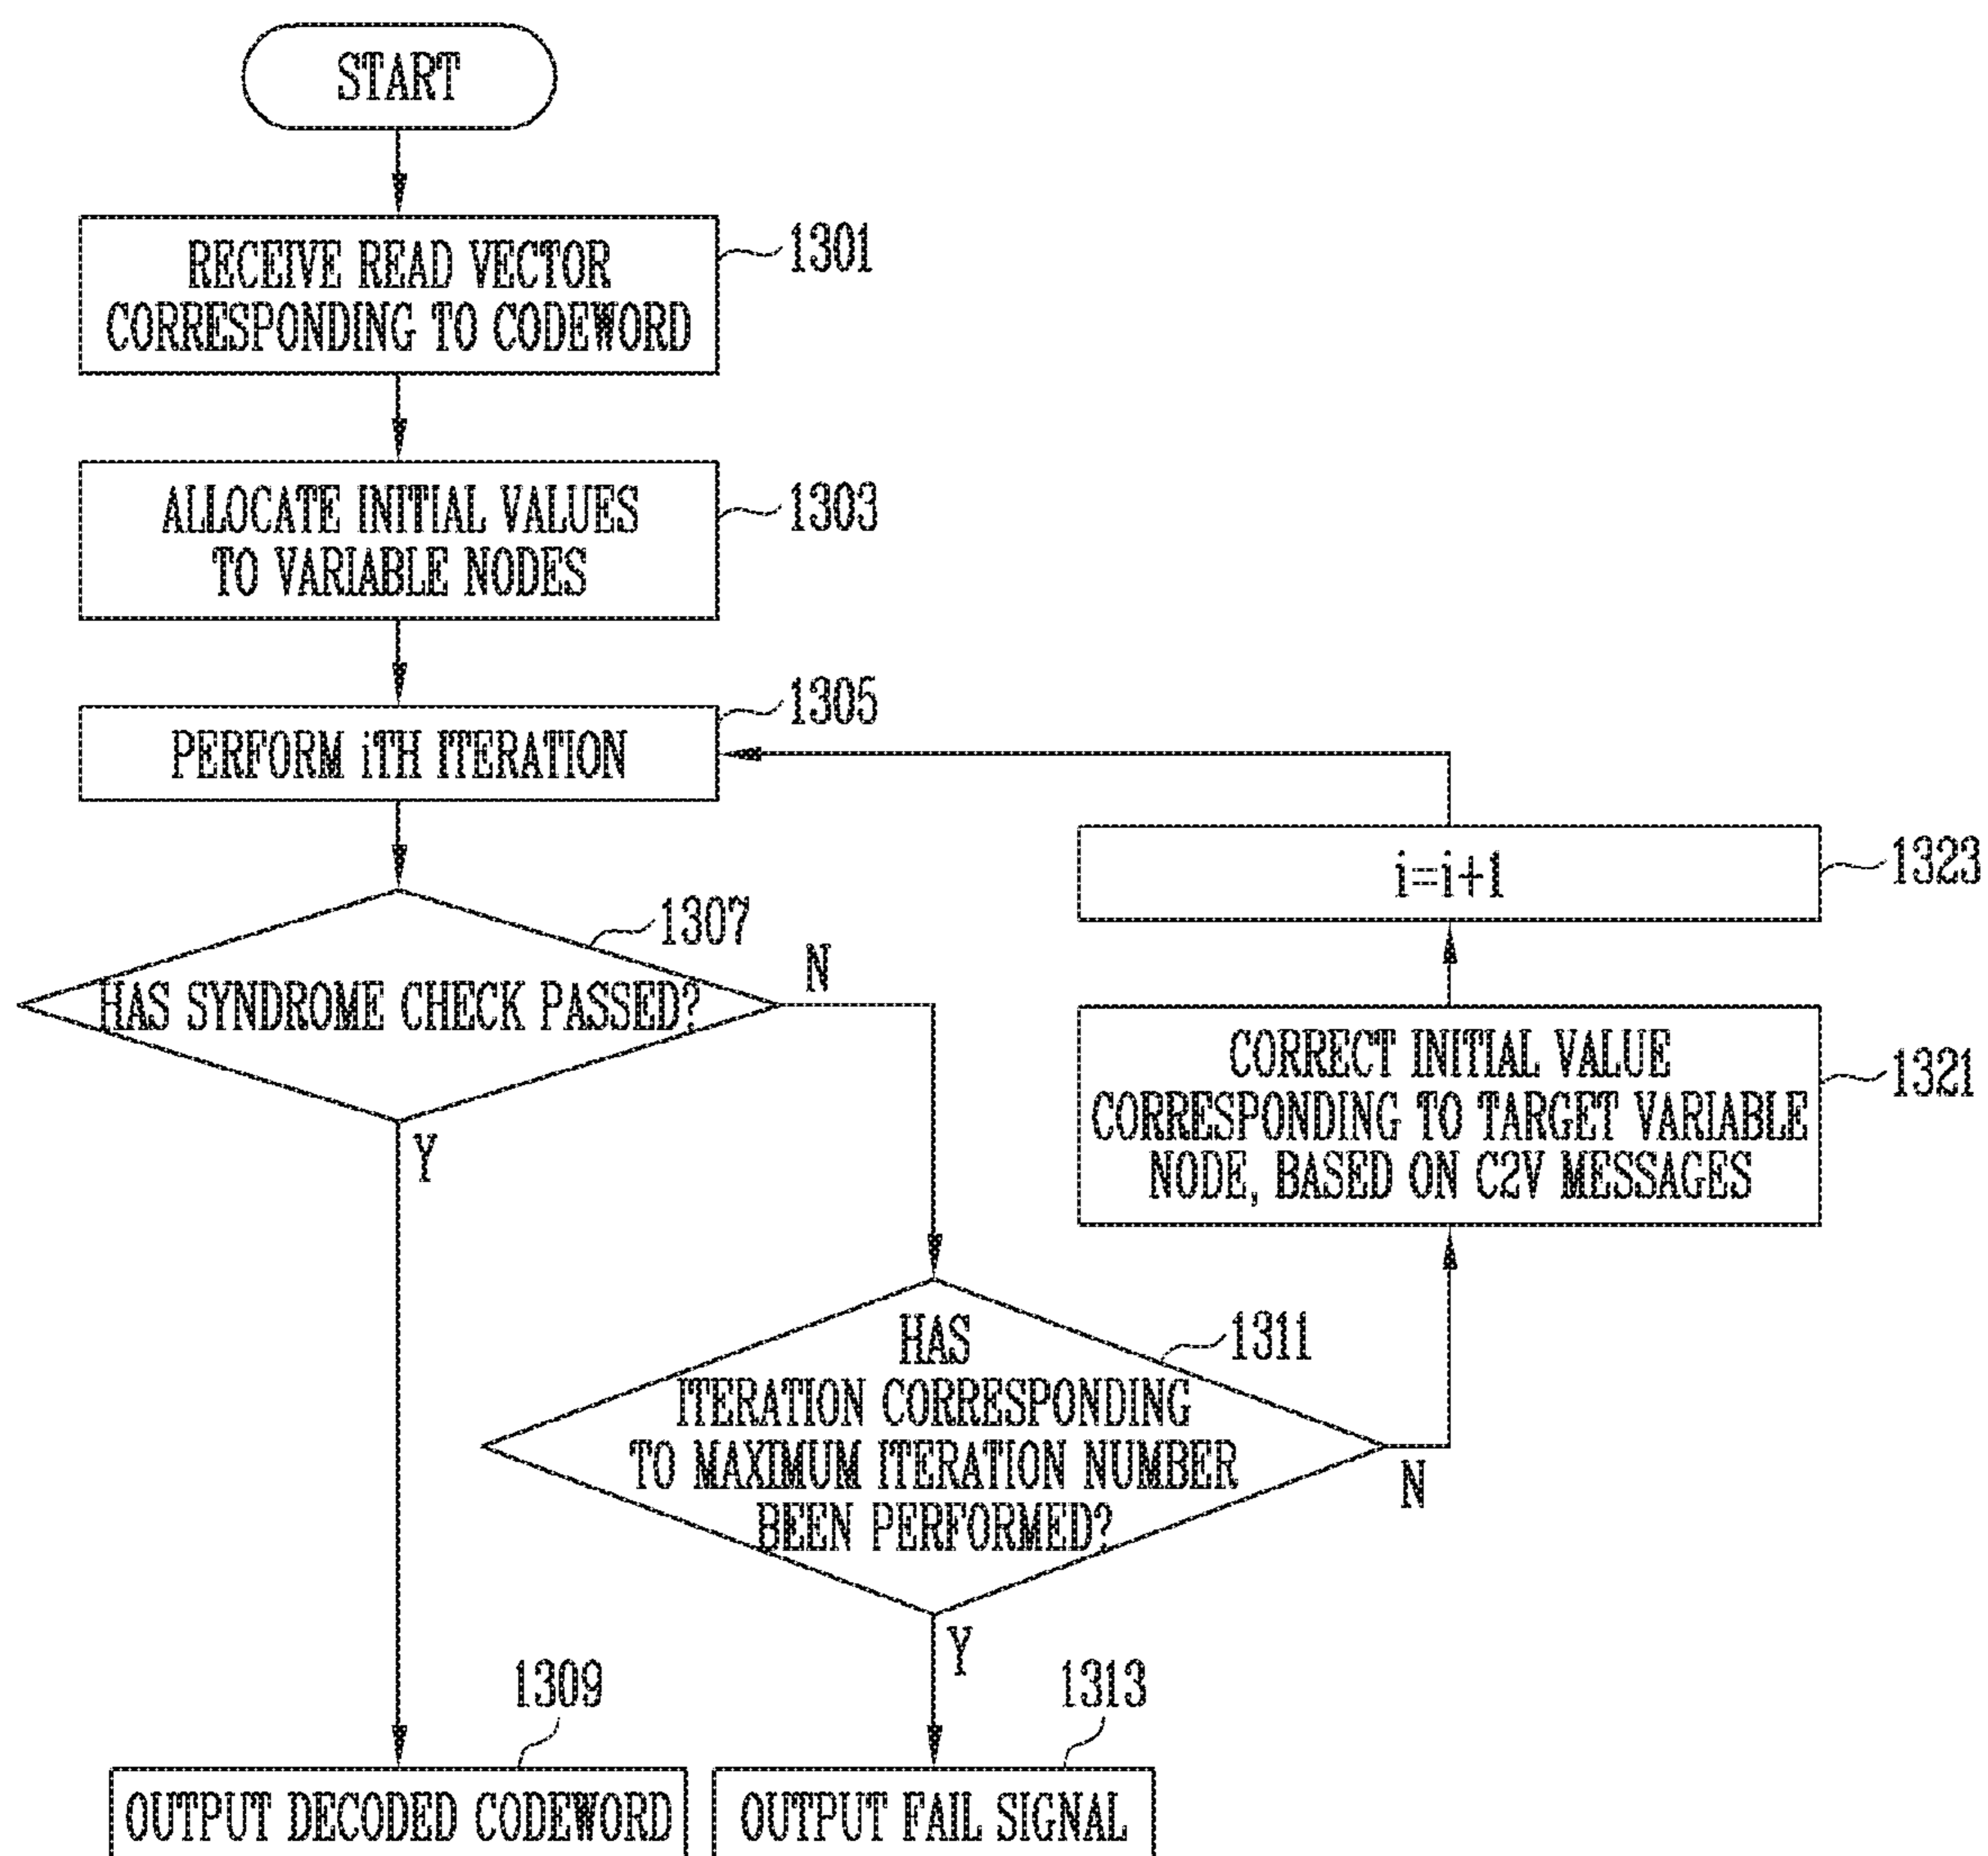 START
RECEIVE READ VECTOR
CORRESPONDING TO CODEWORD
1301
ALLOCATE INITIAL VALUES
TO VARIABLE NODES
1303
PERFORM iTH ITERATION
1305
i=i+1
1323
HAS SYNDROME CHECK PASSED?
1307
N
Y
CORRECT INITIAL VALUE
CORRESPONDING TO TARGET VARIABLE
NODE, BASED ON C2V MESSAGES
1321
HAS
ITERATION CORRESPONDING
TO MAXIMUM ITERATION NUMBER
BEEN PERFORMED?
1311
N
Y
1309
OUTPUT DECODED CODEWORD
1313
OUTPUT FAIL SIGNAL